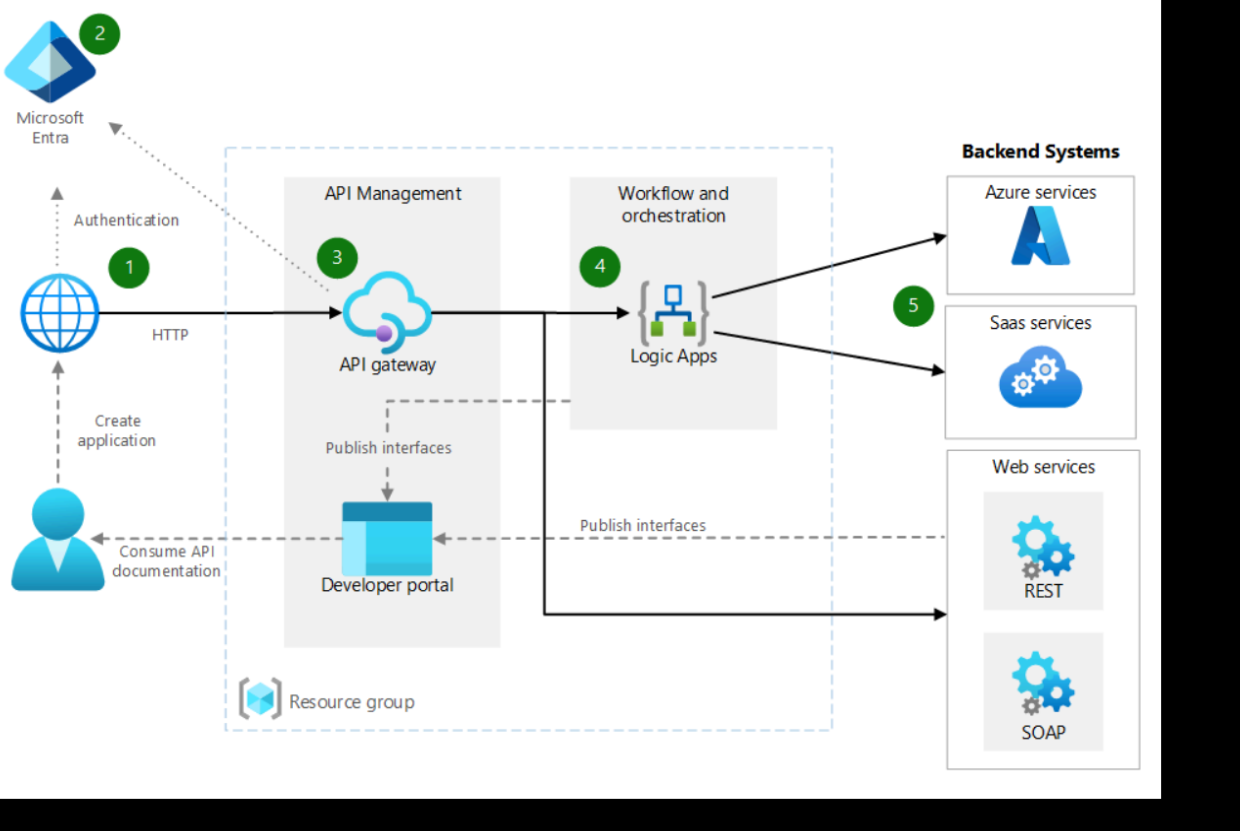 2
Microsoft
Entra
Authentication
1
HTTP
Create
application
Consume API
documentation
API Management
3
API gateway
Publish interfaces
Developer portal
Resource group
Workflow and
orchestration
4
Logic Apps
Publish interfaces
Backend Systems
5
Azure services
Saas services
Web services
REST
SOAP